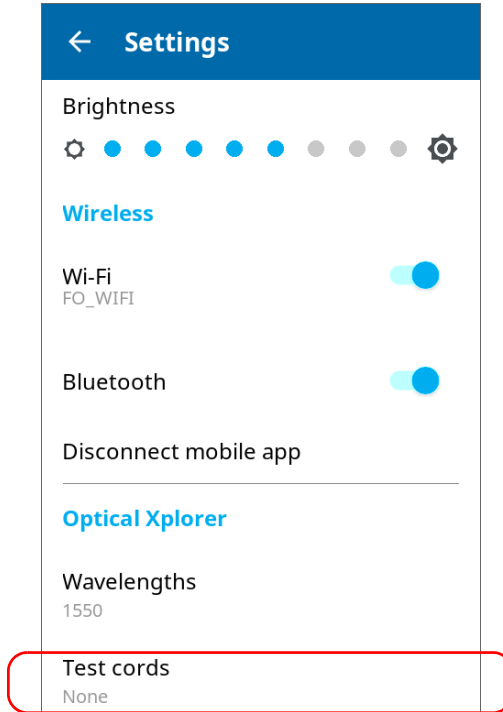 Settings
Brightness
Wireless
Wi-Fi
FO_WIFI
Bluetooth
Disconnect mobile app
Optical Xplorer
Wavelengths
1550
Test cords
None